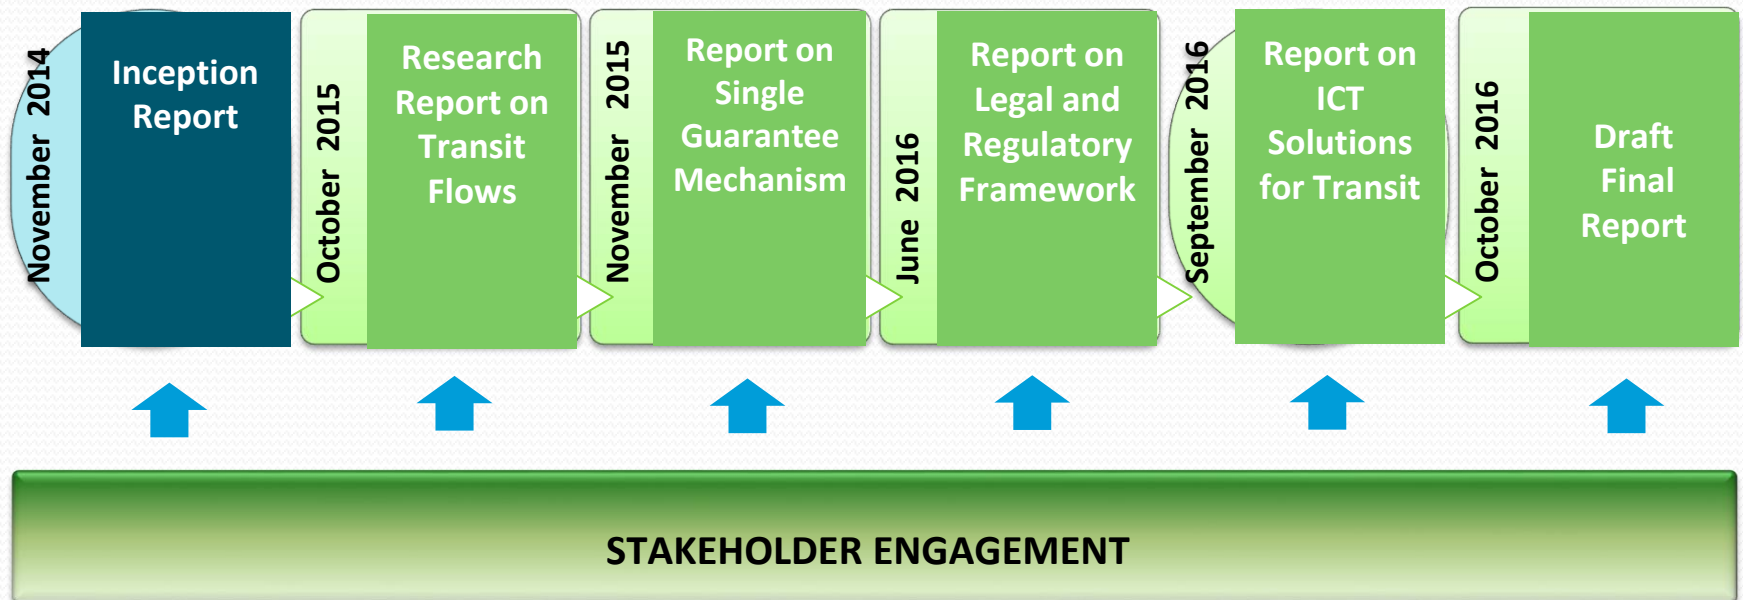 November 2014
Inception
Report
October 2015
Research
Report on
Transit
Flows
November 2015
Report on
Single
Guarantee
Mechanism
June 2016
Report on
Legal and
Regulatory
Framework
September 2016
Report on
ICT
Solutions
for Transit
October 2016
Draft
Final
Report
STAKEHOLDER ENGAGEMENT